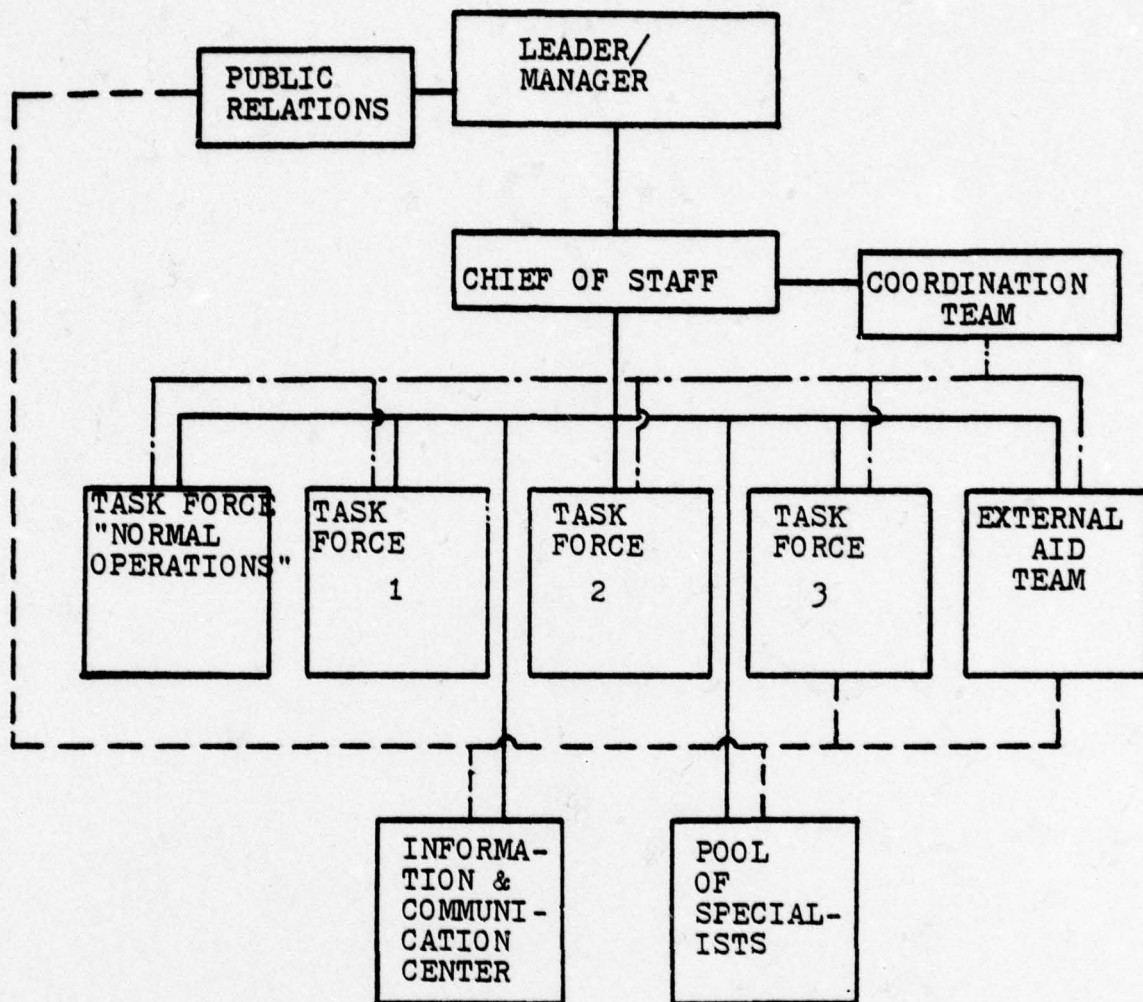 LEADER/
MANAGER
PUBLIC
RELATIONS
CHIEF OF STAFF
COORDINATION
TEAM
TASK FORCE
"NORMAL
OPERATIONS"
TASK
FORCE
1
TASK
FORCE
2
TASK
FORCE
3
EXTERNAL
AID
TEAM
INFORMA-
TION &
COMMUNI-
CATION
CENTER
POOL
OF
SPECIAL-
ISTS